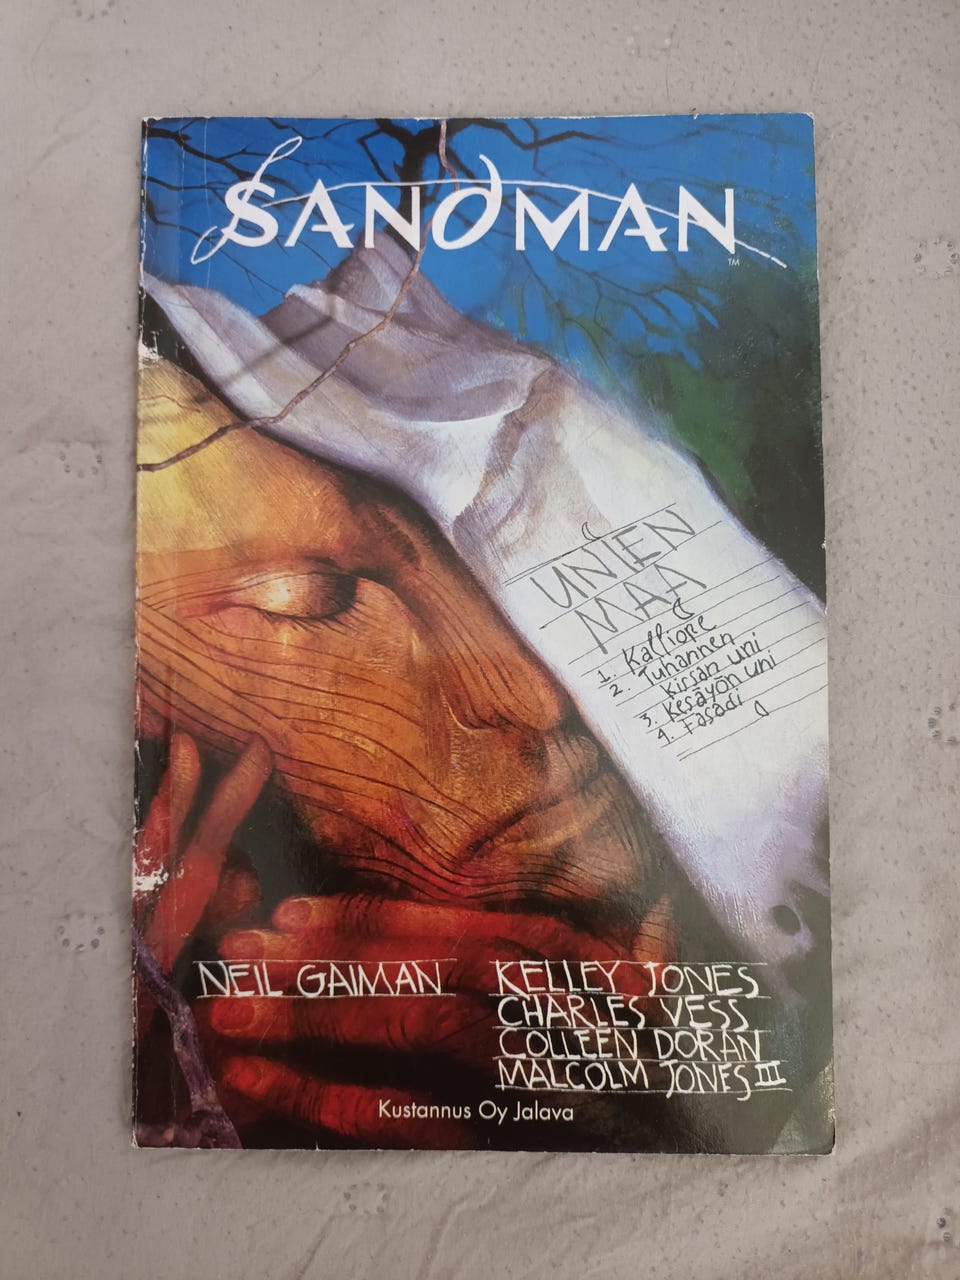 SANDMAN
TM
UNIEN
MAA
1. Kalliope
2. Tuhannen
kissan uni
3. Kesäyön uni
4. Fasadi
NEIL GAIMAN
KELLEY JONES
CHARLES VESS
COLLEEN DORAN
MALCOLM JONES III
Kustannus Oy Jalava